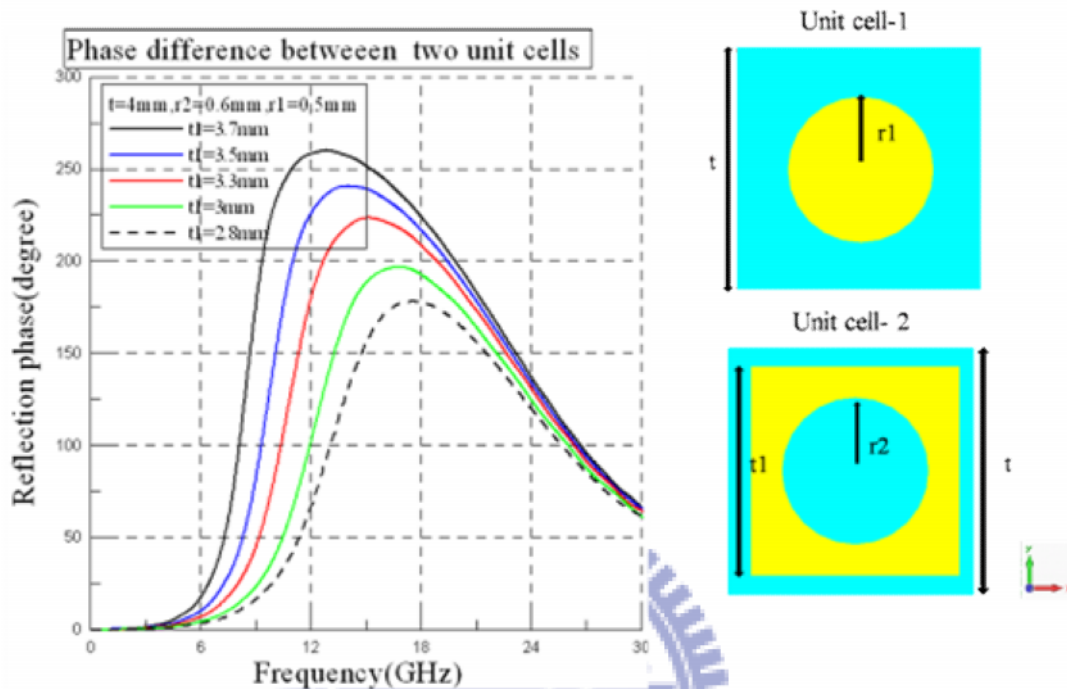 Phase difference betweeen two unit cells
t=4mm,r2=0.6mm,r1=0.5mm
t1=3.7mm
t1=3.5mm
t1=3.3mm
t1=3mm
t1=2.8mm
Reflection phase(degree)
300
250
200
150
100
50
0
0 6 12 18 24 30
Frequency(GHz)
Unit cell-1
t
r1
Unit cell- 2
t1
r2
t
Y